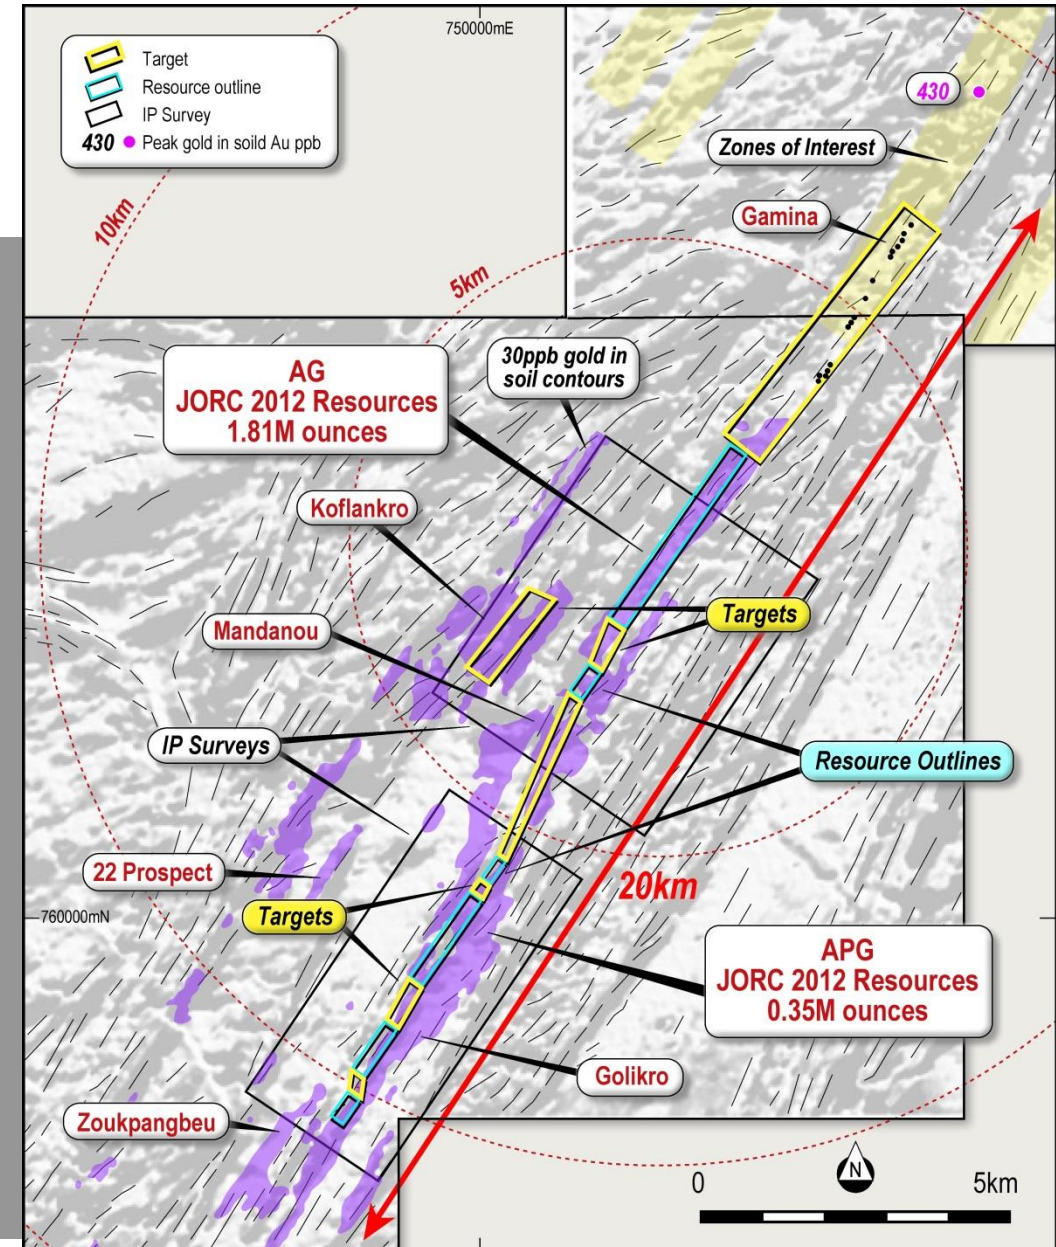 750000mE
Target
Resource outline
IP Survey
430 Peak gold in soild Au ppb
430
Zones of Interest
10km
Gamina
5km
30ppb gold in
soil contours
AG
JORC 2012 Resources
1.81M ounces
Koflankro
Targets
Mandanou
IP Surveys
Resource Outlines
22 Prospect
20km
Targets
760000mN
APG
JORC 2012 Resources
0.35M ounces
Golikro
Zoukpangbeu
N
0
5km